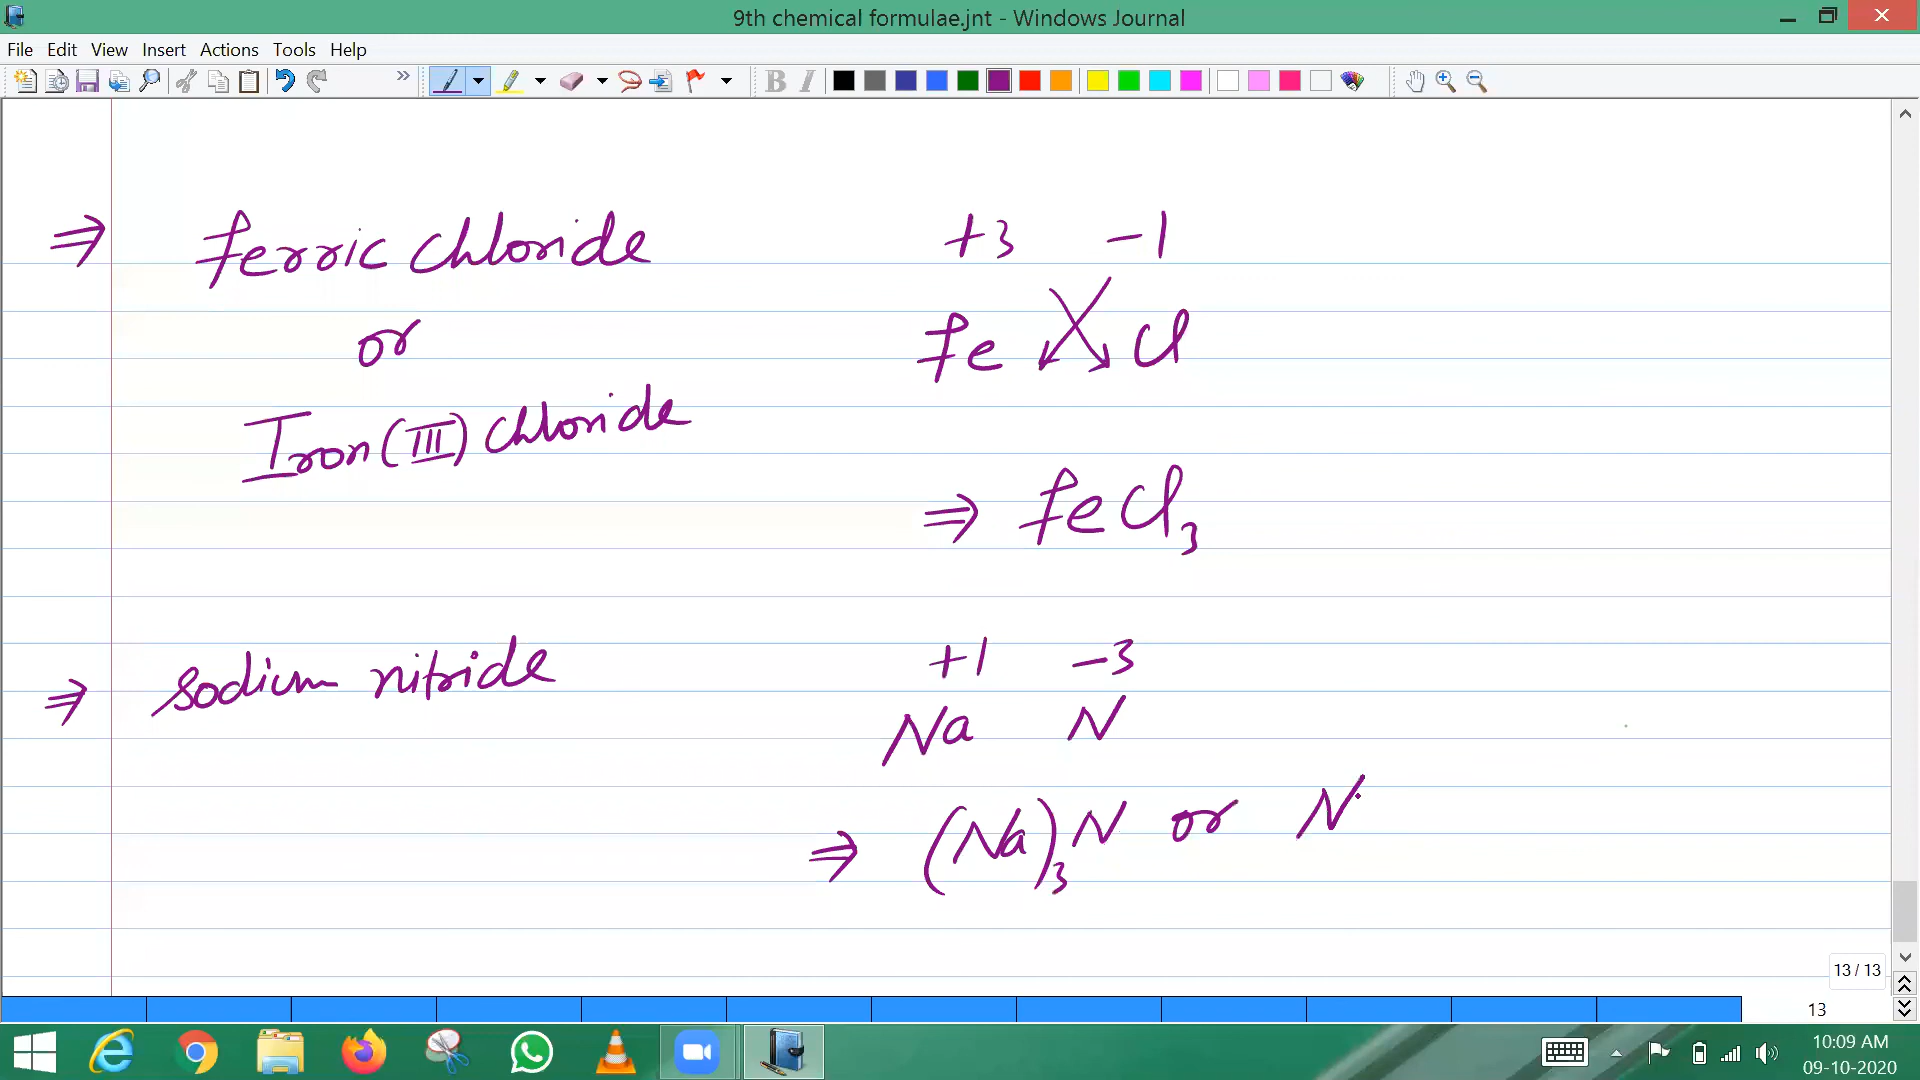 9th chemical formulae.jnt - Windows Journal
File Edit View Insert Actions Tools Help
B I
⇒ Ferric chloride +3 -1
or Fe Cl
Iron (III) chloride
⇒ FeCl₃
⇒ sodium nitride +1 -3
Na N
⇒ (Na)₃N or N
13 / 13
13
10:09 AM
09-10-2020